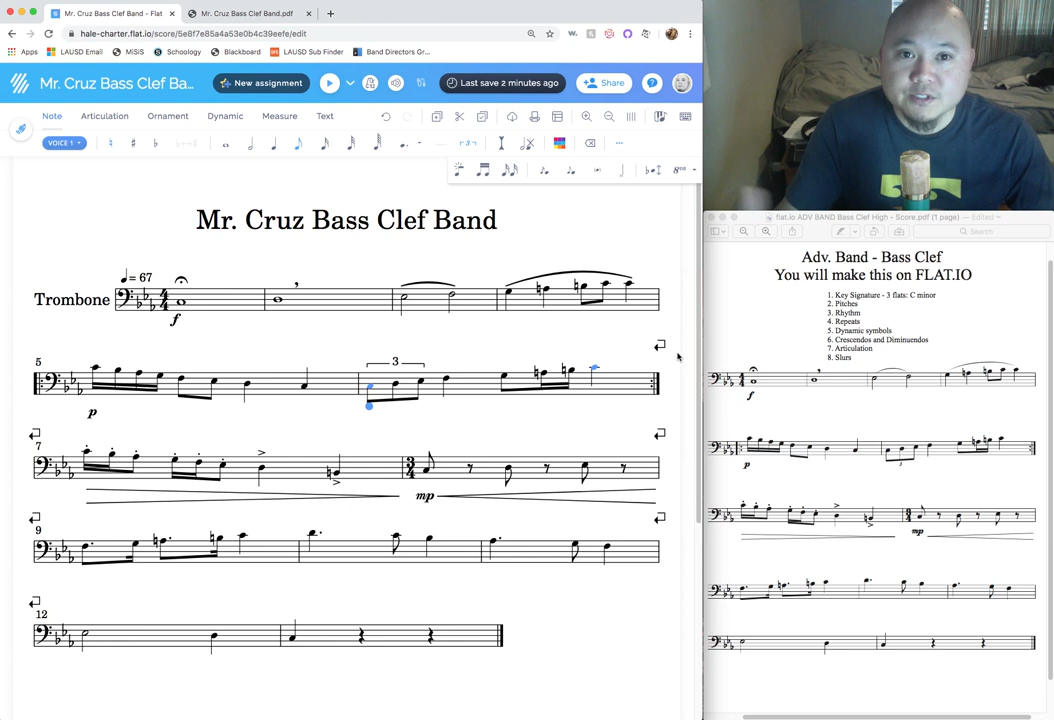 Mr. Cruz Bass Clef Band - Flat
Mr. Cruz Bass Clef Band.pdf
hale-charter.flat.io/score/5e8f7e85a4d3050e3e0b4c39eefe/edit
Apps
LAUSD Email
MiSiS
Schoology
Blackboard
LAUSD Sub Finder
Band Directors Gr...
Mr. Cruz Bass Clef Ba...
New assignment
Last save 2 minutes ago
Share
?
Note
Articulation
Ornament
Dynamic
Measure
Text
VOICE 1
Mr. Cruz Bass Clef Band
= 67
Trombone
f
5
3
p
7
mp
9
12
flat.io ADV BAND Bass Clef High - Score.pdf (1 page) — Edited
Search
Adv. Band - Bass Clef
You will make this on FLAT.IO
1. Key Signature - 3 flats: C minor
2. Pitches
3. Rhythm
4. Repeats
5. Dynamic symbols
6. Crescendos and Diminuendos
7. Articulation
8. Slurs
f
p
3
mp